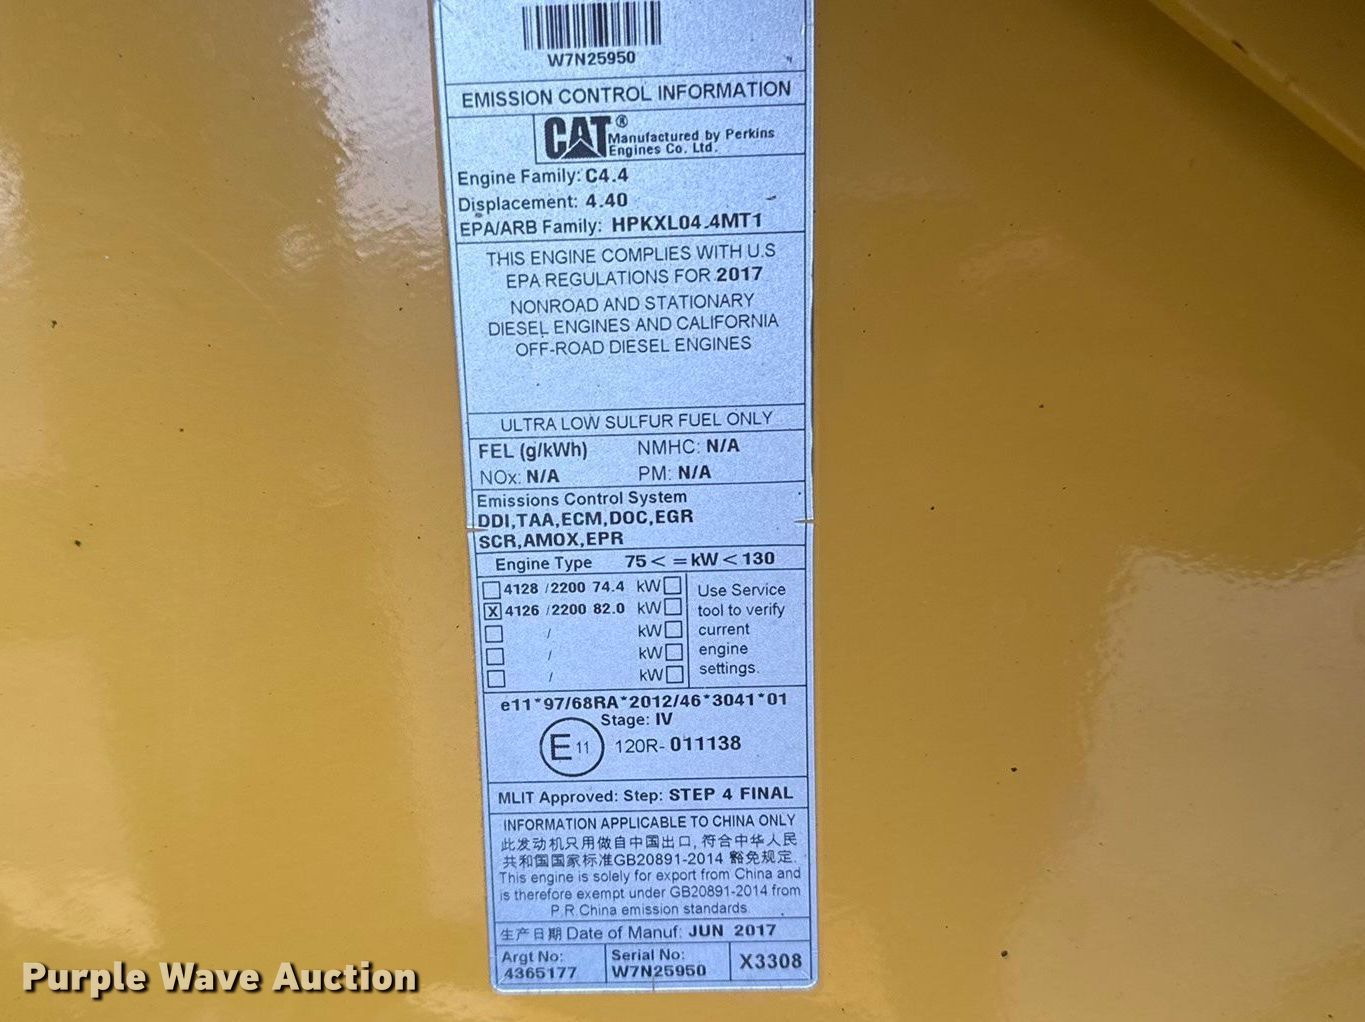 W7N25950
EMISSION CONTROL INFORMATION
CAT® Manufactured by Perkins
Engines Co. Ltd.
Engine Family: C4.4
Displacement: 4.40
EPA/ARB Family: HPKXL04.4MT1
THIS ENGINE COMPLIES WITH U.S
EPA REGULATIONS FOR 2017
NONROAD AND STATIONARY
DIESEL ENGINES AND CALIFORNIA
OFF-ROAD DIESEL ENGINES
ULTRA LOW SULFUR FUEL ONLY
FEL (g/kWh) NMHC: N/A
NOx: N/A PM: N/A
Emissions Control System
DDI,TAA,ECM,DOC,EGR
SCR,AMOX,EPR
Engine Type 75 < = kW < 130
4128 /2200 74.4 kW
X 4126 /2200 82.0 kW
/ kW
/ kW
/ kW
Use Service
tool to verify
current
engine
settings.
e11*97/68RA*2012/46*3041*01
Stage: IV
E 11 120R- 011138
MLIT Approved: Step: STEP 4 FINAL
INFORMATION APPLICABLE TO CHINA ONLY
此发动机只用做自中国出口, 符合中华人民
共和国国家标准GB20891-2014 豁免规定.
This engine is solely for export from China and
is therefore exempt under GB20891-2014 from
P.R.China emission standards.
生产日期 Date of Manuf: JUN 2017
Argt No:
4365177
Serial No:
W7N25950
X3308
Purple Wave Auction